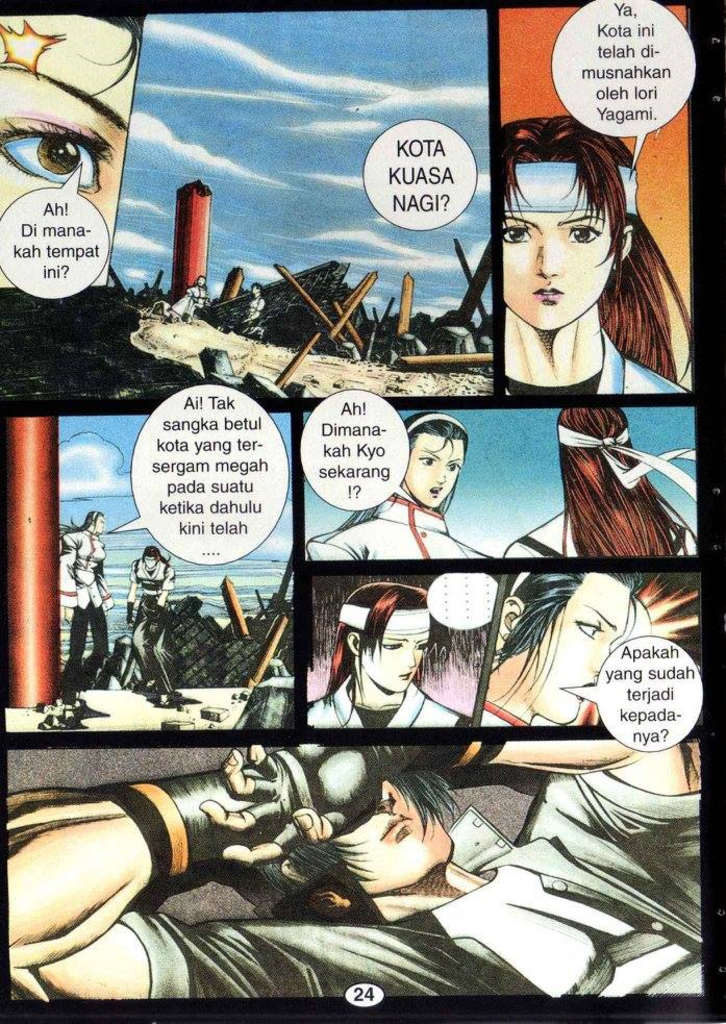 Ah!
Di mana-
kah tempat
ini?
KOTA
KUASA
NAGI?
Ya,
Kota ini
telah di-
musnahkan
oleh Iori
Yagami.
Ai! Tak
sangka betul
kota yang ter-
sergam megah
pada suatu
ketika dahulu
kini telah
....
Ah!
Dimana-
kah Kyo
sekarang
!?
......
Apakah
yang sudah
terjadi
kepada-
nya?
24